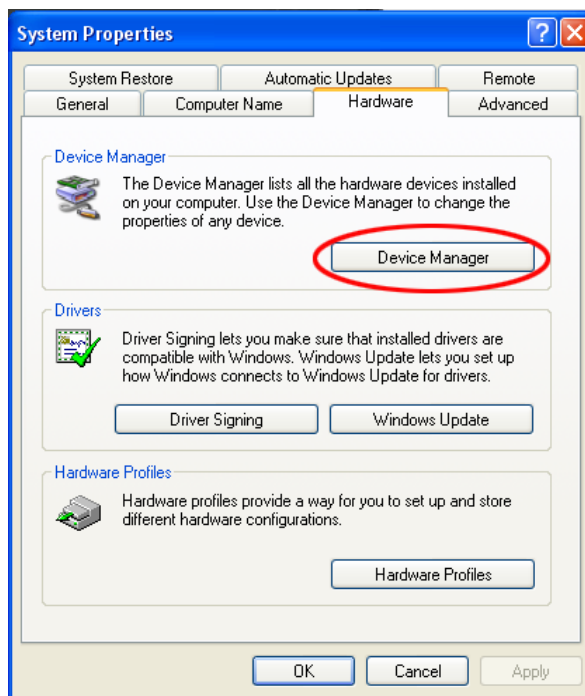 System Properties
System Restore Automatic Updates Remote
General Computer Name Hardware Advanced
Device Manager
The Device Manager lists all the hardware devices installed
on your computer. Use the Device Manager to change the
properties of any device.
Device Manager
Drivers
Driver Signing lets you make sure that installed drivers are
compatible with Windows. Windows Update lets you set up
how Windows connects to Windows Update for drivers.
Driver Signing Windows Update
Hardware Profiles
Hardware profiles provide a way for you to set up and store
different hardware configurations.
Hardware Profiles
OK Cancel Apply